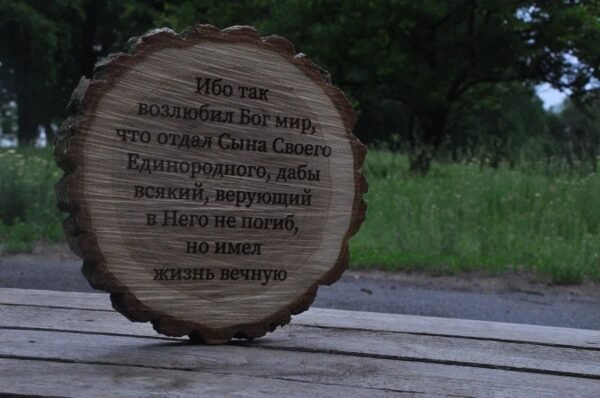 Ибо так
возлюбил Бог мир,
что отдал Сына Своего
Единородного, дабы
всякий, верующий
в Него не погиб,
но имел
жизнь вечную